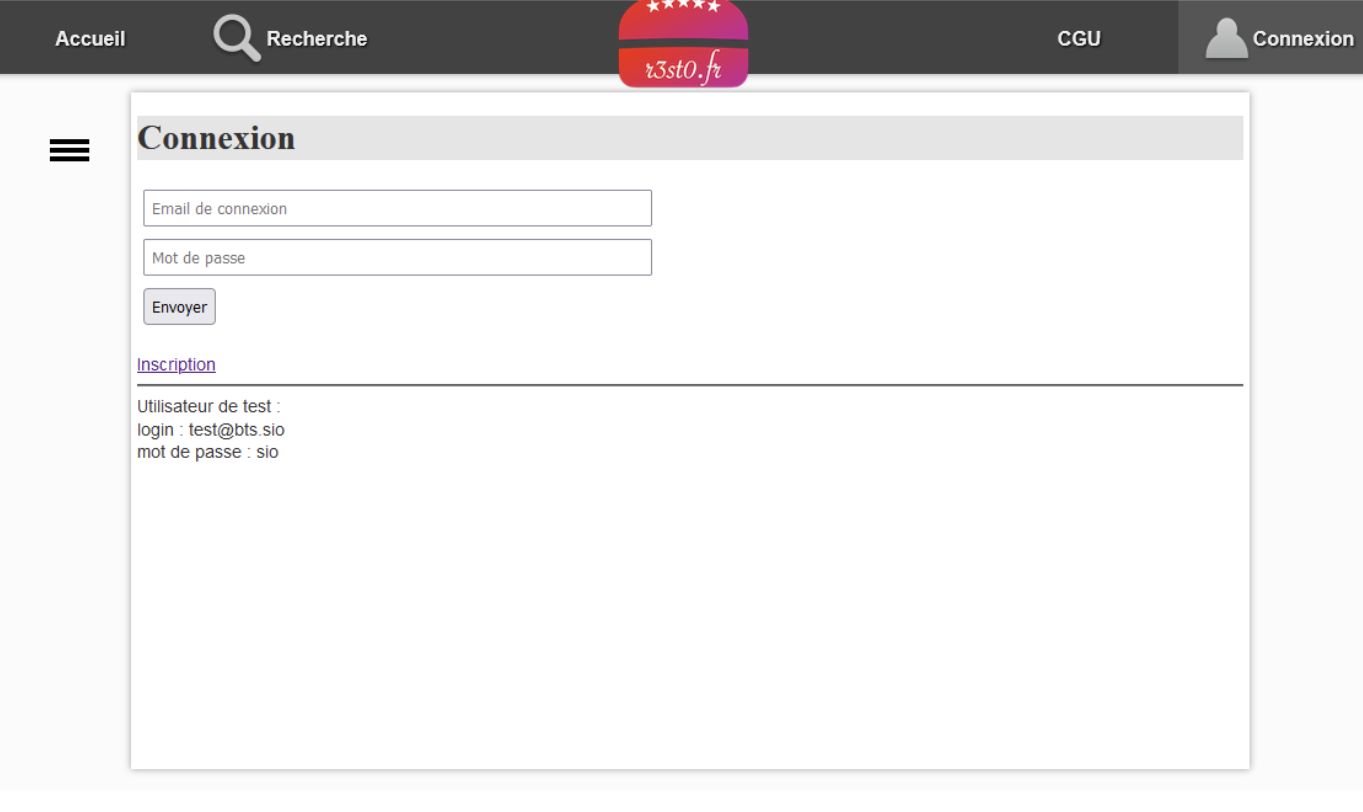 Accueil
Recherche
r3st0.fr
CGU
Connexion
Connexion
Email de connexion
Mot de passe
Envoyer
Inscription
Utilisateur de test :
login : test@bts.sio
mot de passe : sio